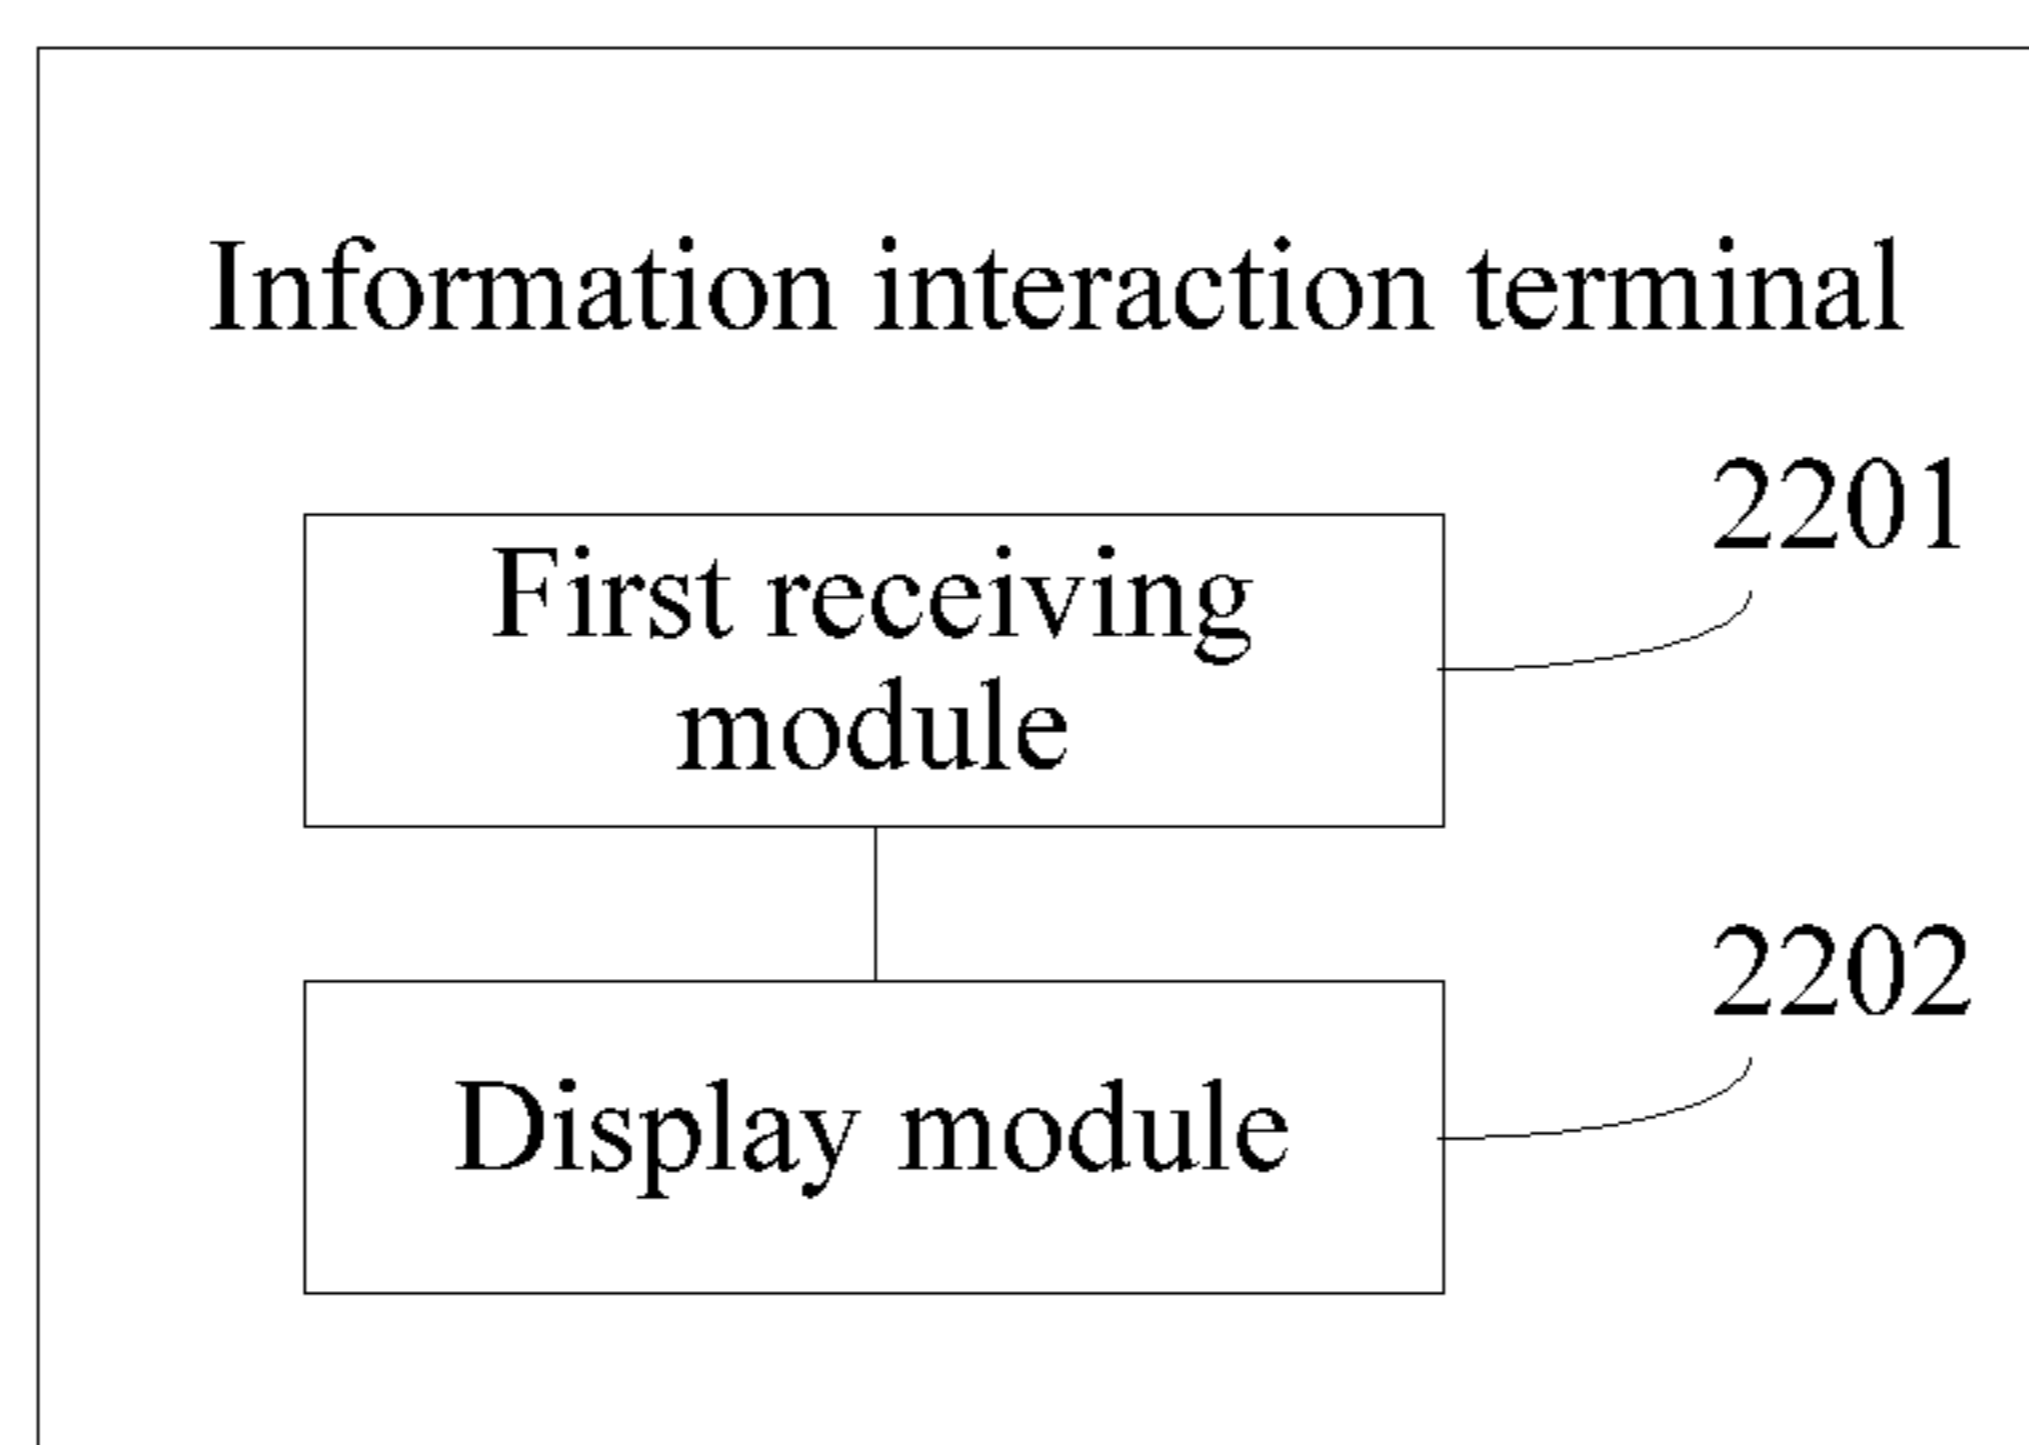 Information interaction terminal
2201
First receiving
module
2202
Display module